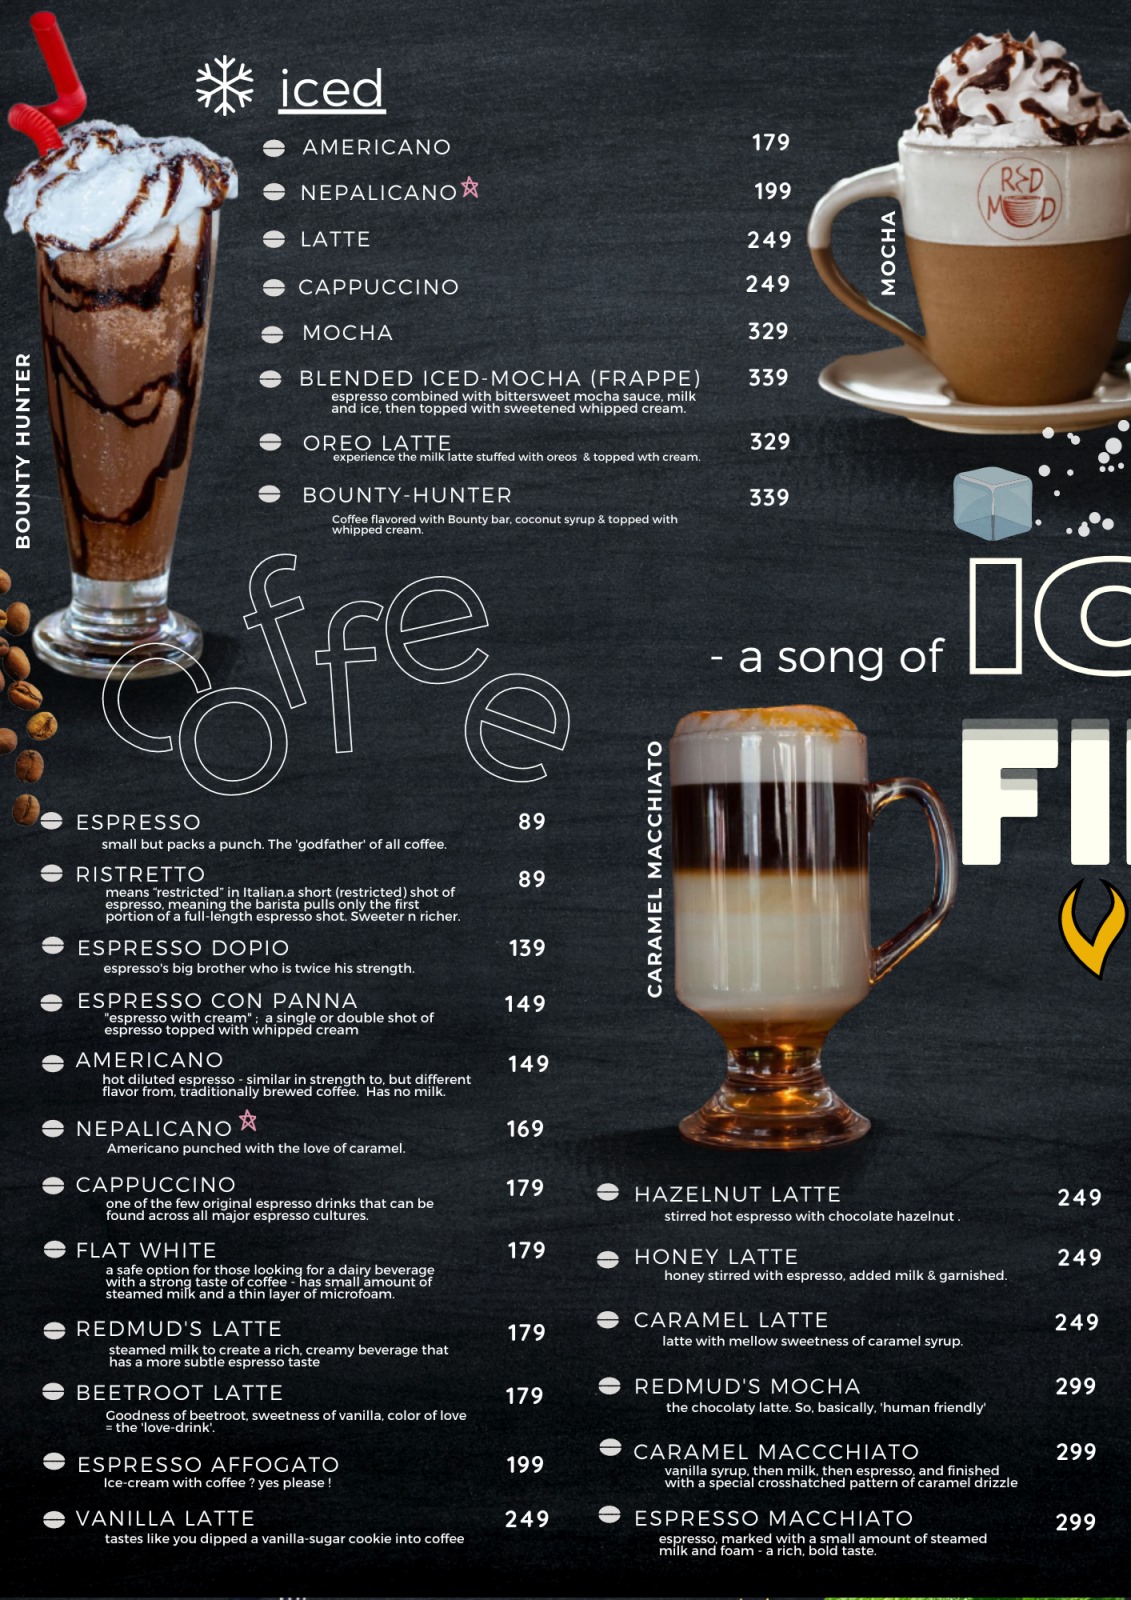 iced
AMERICANO 179
NEPALICANO 199
LATTE 249
CAPPUCCINO 249
MOCHA 329
BLENDED ICED-MOCHA (FRAPPE) 339
espresso combined with bittersweet mocha sauce, milk
and ice, then topped with sweetened whipped cream.
OREO LATTE 329
experience the milk latte stuffed with oreos & topped wth cream.
BOUNTY-HUNTER 339
Coffee flavored with Bounty bar, coconut syrup & topped with
whipped cream.
BOUNTY HUNTER
MOCHA
RED
MUD
- a song of IC
FI
Coffee
CARAMEL MACCHIATO
ESPRESSO 89
small but packs a punch. The 'godfather' of all coffee.
RISTRETTO 89
means "restricted" in Italian.a short (restricted) shot of
espresso, meaning the barista pulls only the first
portion of a full-length espresso shot. Sweeter n richer.
ESPRESSO DOPIO 139
espresso's big brother who is twice his strength.
ESPRESSO CON PANNA 149
"espresso with cream" ; a single or double shot of
espresso topped with whipped cream
AMERICANO 149
hot diluted espresso - similar in strength to, but different
flavor from, traditionally brewed coffee. Has no milk.
NEPALICANO 169
Americano punched with the love of caramel.
CAPPUCCINO 179
one of the few original espresso drinks that can be
found across all major espresso cultures.
FLAT WHITE 179
a safe option for those looking for a dairy beverage
with a strong taste of coffee - has small amount of
steamed milk and a thin layer of microfoam.
REDMUD'S LATTE 179
steamed milk to create a rich, creamy beverage that
has a more subtle espresso taste
BEETROOT LATTE 179
Goodness of beetroot, sweetness of vanilla, color of love
= the 'love-drink'.
ESPRESSO AFFOGATO 199
Ice-cream with coffee ? yes please !
VANILLA LATTE 249
tastes like you dipped a vanilla-sugar cookie into coffee
HAZELNUT LATTE 249
stirred hot espresso with chocolate hazelnut .
HONEY LATTE 249
honey stirred with espresso, added milk & garnished.
CARAMEL LATTE 249
latte with mellow sweetness of caramel syrup.
REDMUD'S MOCHA 299
the chocolaty latte. So, basically, 'human friendly'
CARAMEL MACCCHIATO 299
vanilla syrup, then milk, then espresso, and finished
with a special crosshatched pattern of caramel drizzle
ESPRESSO MACCHIATO 299
espresso, marked with a small amount of steamed
milk and foam - a rich, bold taste.